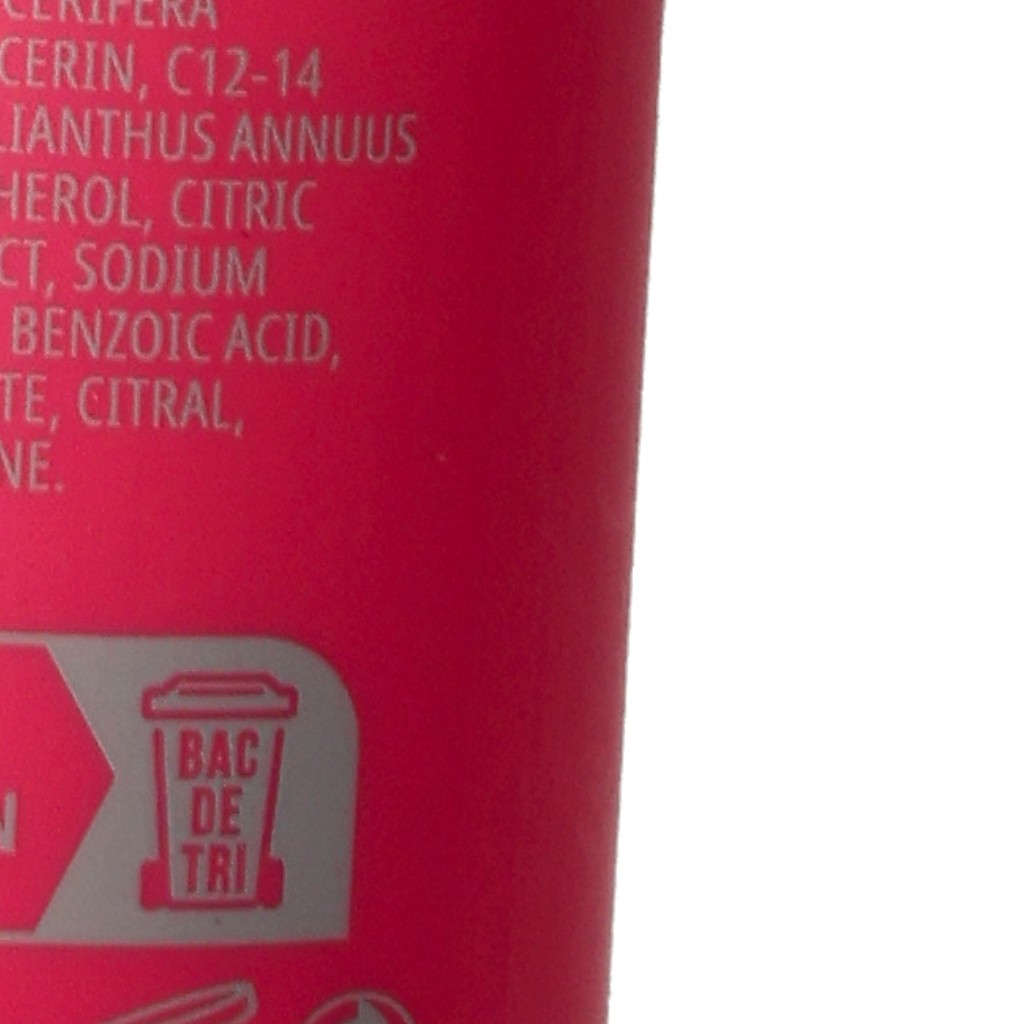 CERIFERA
CERIN, C12-14
LIANTHUS ANNUUS
HEROL, CITRIC
CT, SODIUM
BENZOIC ACID,
TE, CITRAL,
NE.
N
BAC
DE
TRI